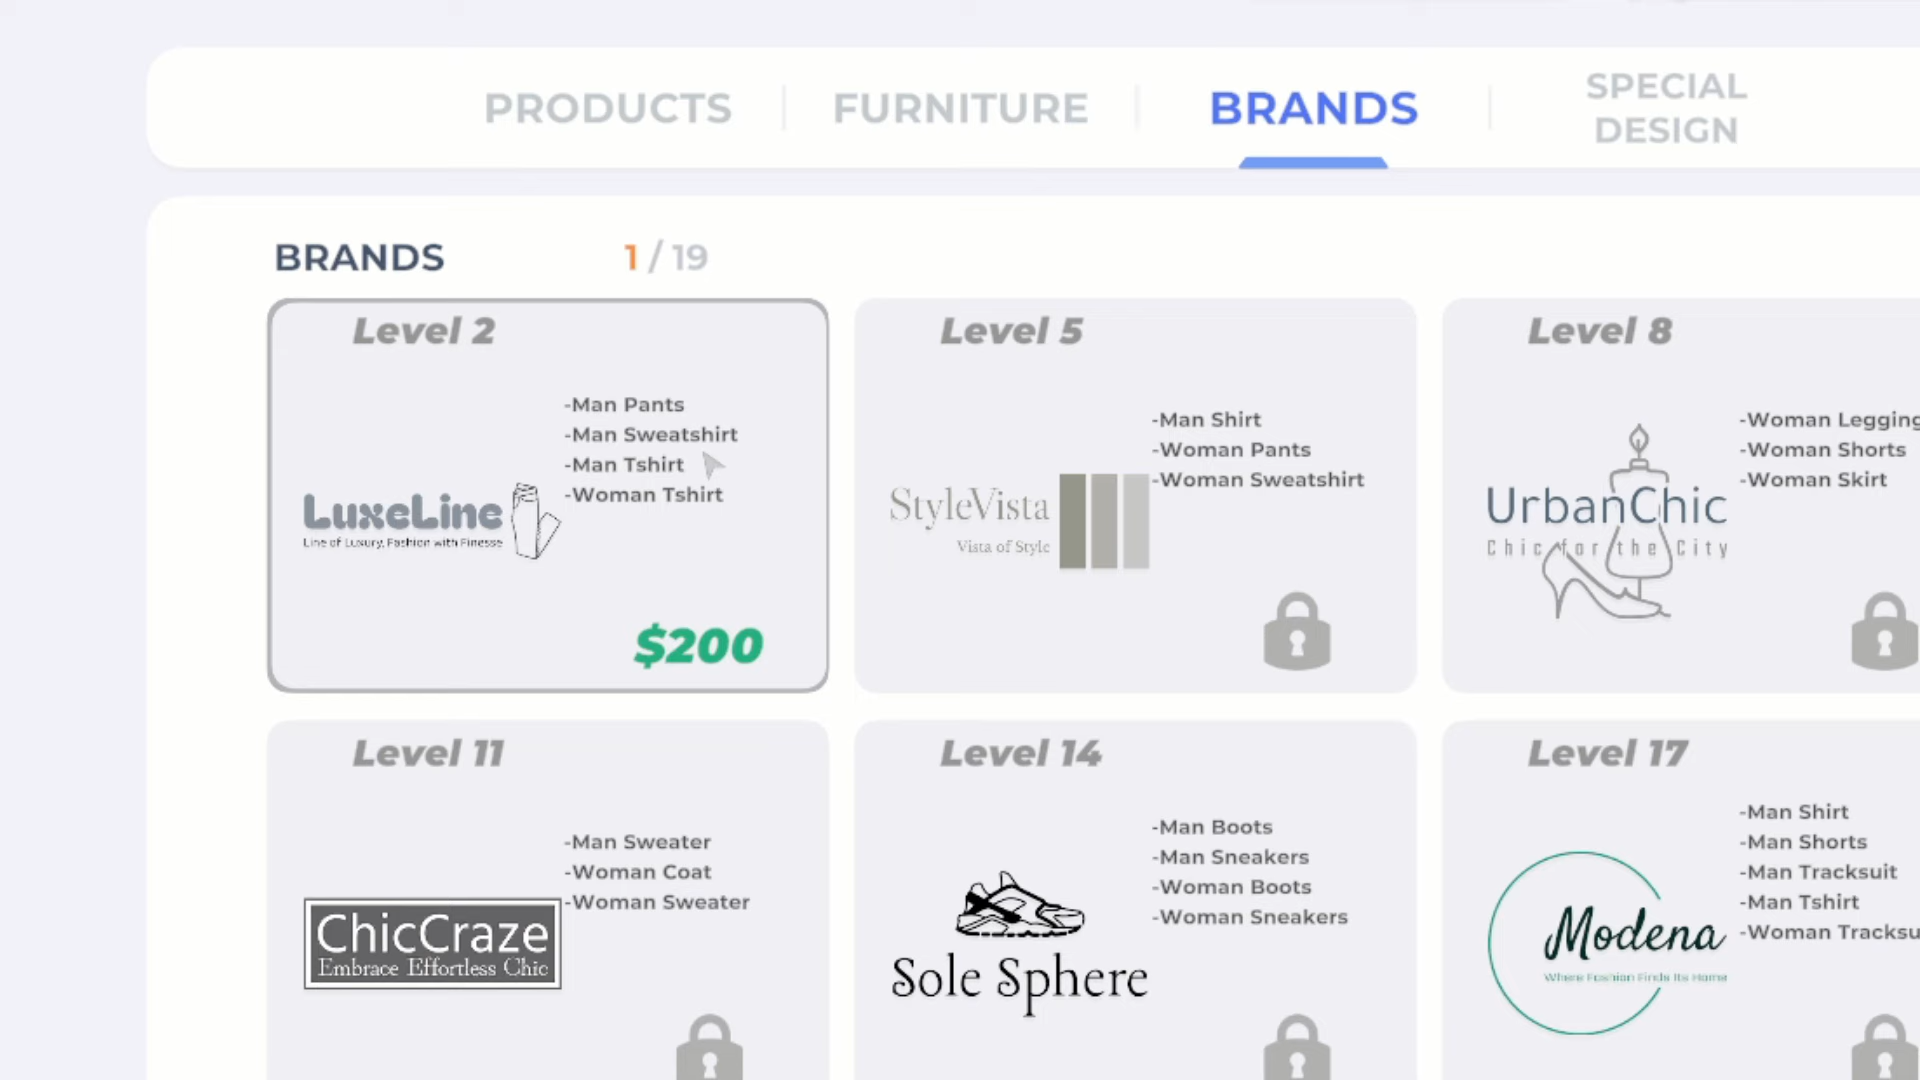 PRODUCTS
FURNITURE
BRANDS
SPECIAL
DESIGN
BRANDS
1 / 19
Level 2
-Man Pants
-Man Sweatshirt
-Man Tshirt
-Woman Tshirt
LuxeLine
Line of Luxury, Fashion with Finesse
$200
Level 5
-Man Shirt
-Woman Pants
-Woman Sweatshirt
StyleVista
Vista of Style
Level 8
-Woman Legging
-Woman Shorts
-Woman Skirt
UrbanChic
Chic for the City
Level 11
-Man Sweater
-Woman Coat
-Woman Sweater
ChicCraze
Embrace Effortless Chic
Level 14
-Man Boots
-Man Sneakers
-Woman Boots
-Woman Sneakers
Sole Sphere
Level 17
-Man Shirt
-Man Shorts
-Man Tracksuit
-Man Tshirt
-Woman Tracksu
Modena
Where Fashion Finds Its Home